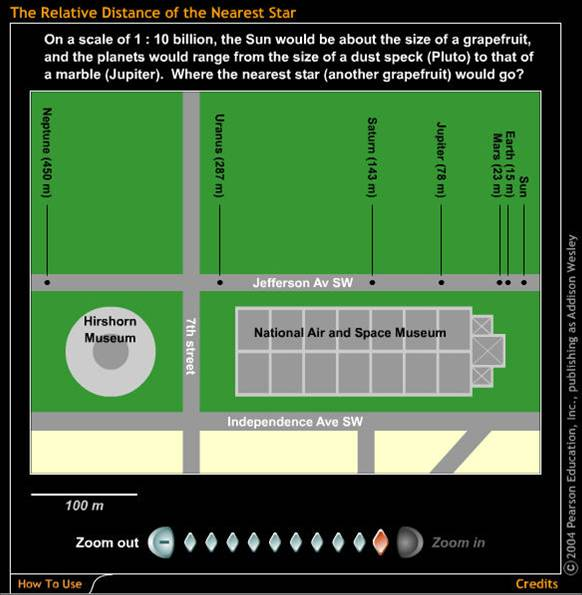 The Relative Distance of the Nearest Star
On a scale of 1 : 10 billion, the Sun would be about the size of a grapefruit,
and the planets would range from the size of a dust speck (Pluto) to that of
a marble (Jupiter). Where the nearest star (another grapefruit) would go?
Neptune (450 m)
Uranus (287 m)
Saturn (143 m)
Jupiter (78 m)
Mars (23 m)
Earth (15 m)
Sun
Jefferson Av SW
Hirshorn
Museum
7th street
National Air and Space Museum
Independence Ave SW
100 m
Zoom out
Zoom in
How To Use
Credits
© 2004 Pearson Education, Inc., publishing as Addison Wesley